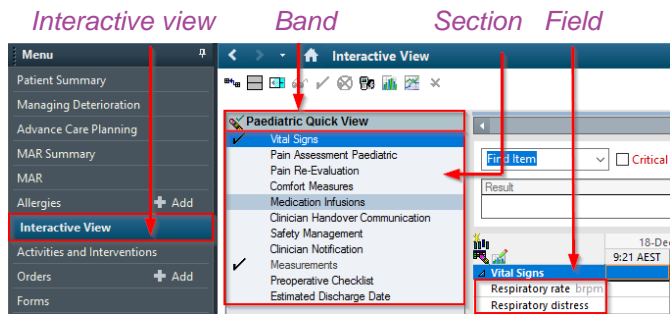 Interactive view
Band
Section
Field
Menu
Interactive View
Patient Summary
Managing Deterioration
Advance Care Planning
MAR Summary
MAR
Allergies
Add
Interactive View
Activities and Interventions
Orders
Add
Forms
Paediatric Quick View
Vital Signs
Pain Assessment Paediatric
Pain Re-Evaluation
Comfort Measures
Medication Infusions
Clinician Handover Communication
Safety Management
Clinician Notification
Measurements
Preoperative Checklist
Estimated Discharge Date
Find Item
Critical
Result
9:21 AEST
Vital Signs
Respiratory rate brpm
Respiratory distress